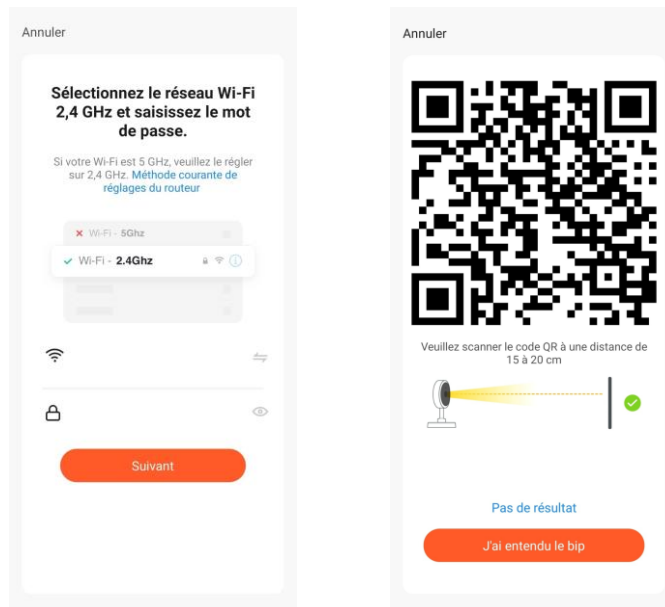 Annuler
Sélectionnez le réseau Wi-Fi
2,4 GHz et saisissez le mot
de passe.
Si votre Wi-Fi est 5 GHz, veuillez le régler
sur 2,4 GHz. Méthode courante de
réglages du routeur
Wi-Fi - 5Ghz
Wi-Fi - 2.4Ghz
Suivant
Annuler
Veuillez scanner le code QR à une distance de
15 à 20 cm
Pas de résultat
J'ai entendu le bip